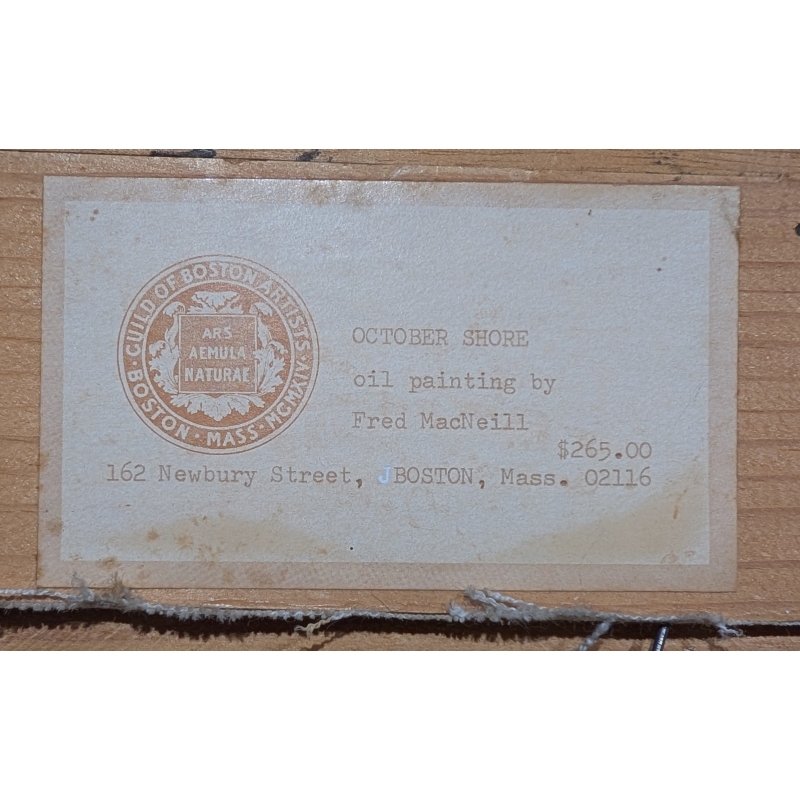 GUILD OF BOSTON ARTISTS · BOSTON · MASS · MCMXIV ·
ARS
AEMULA
NATURAE
OCTOBER SHORE
oil painting by
Fred MacNeill
$265.00
162 Newbury Street, JBOSTON, Mass. 02116